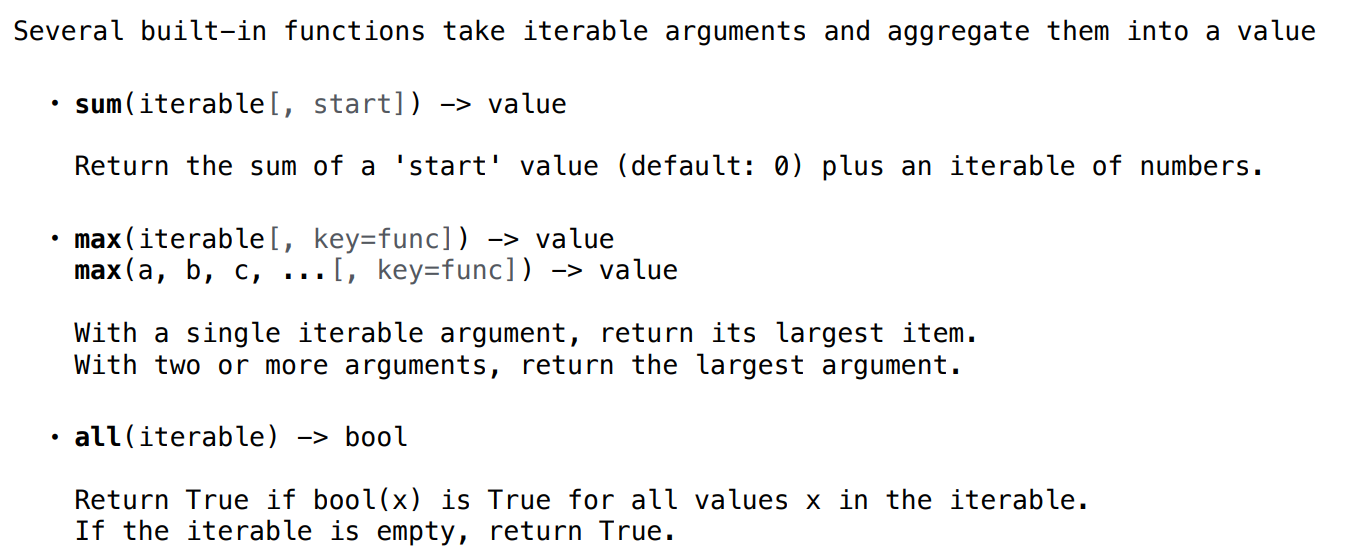 Several built-in functions take iterable arguments and aggregate them into a value
• sum(iterable[, start]) -> value
Return the sum of a 'start' value (default: 0) plus an iterable of numbers.
• max(iterable[, key=func]) -> value
max(a, b, c, ...[, key=func]) -> value
With a single iterable argument, return its largest item.
With two or more arguments, return the largest argument.
• all(iterable) -> bool
Return True if bool(x) is True for all values x in the iterable.
If the iterable is empty, return True.